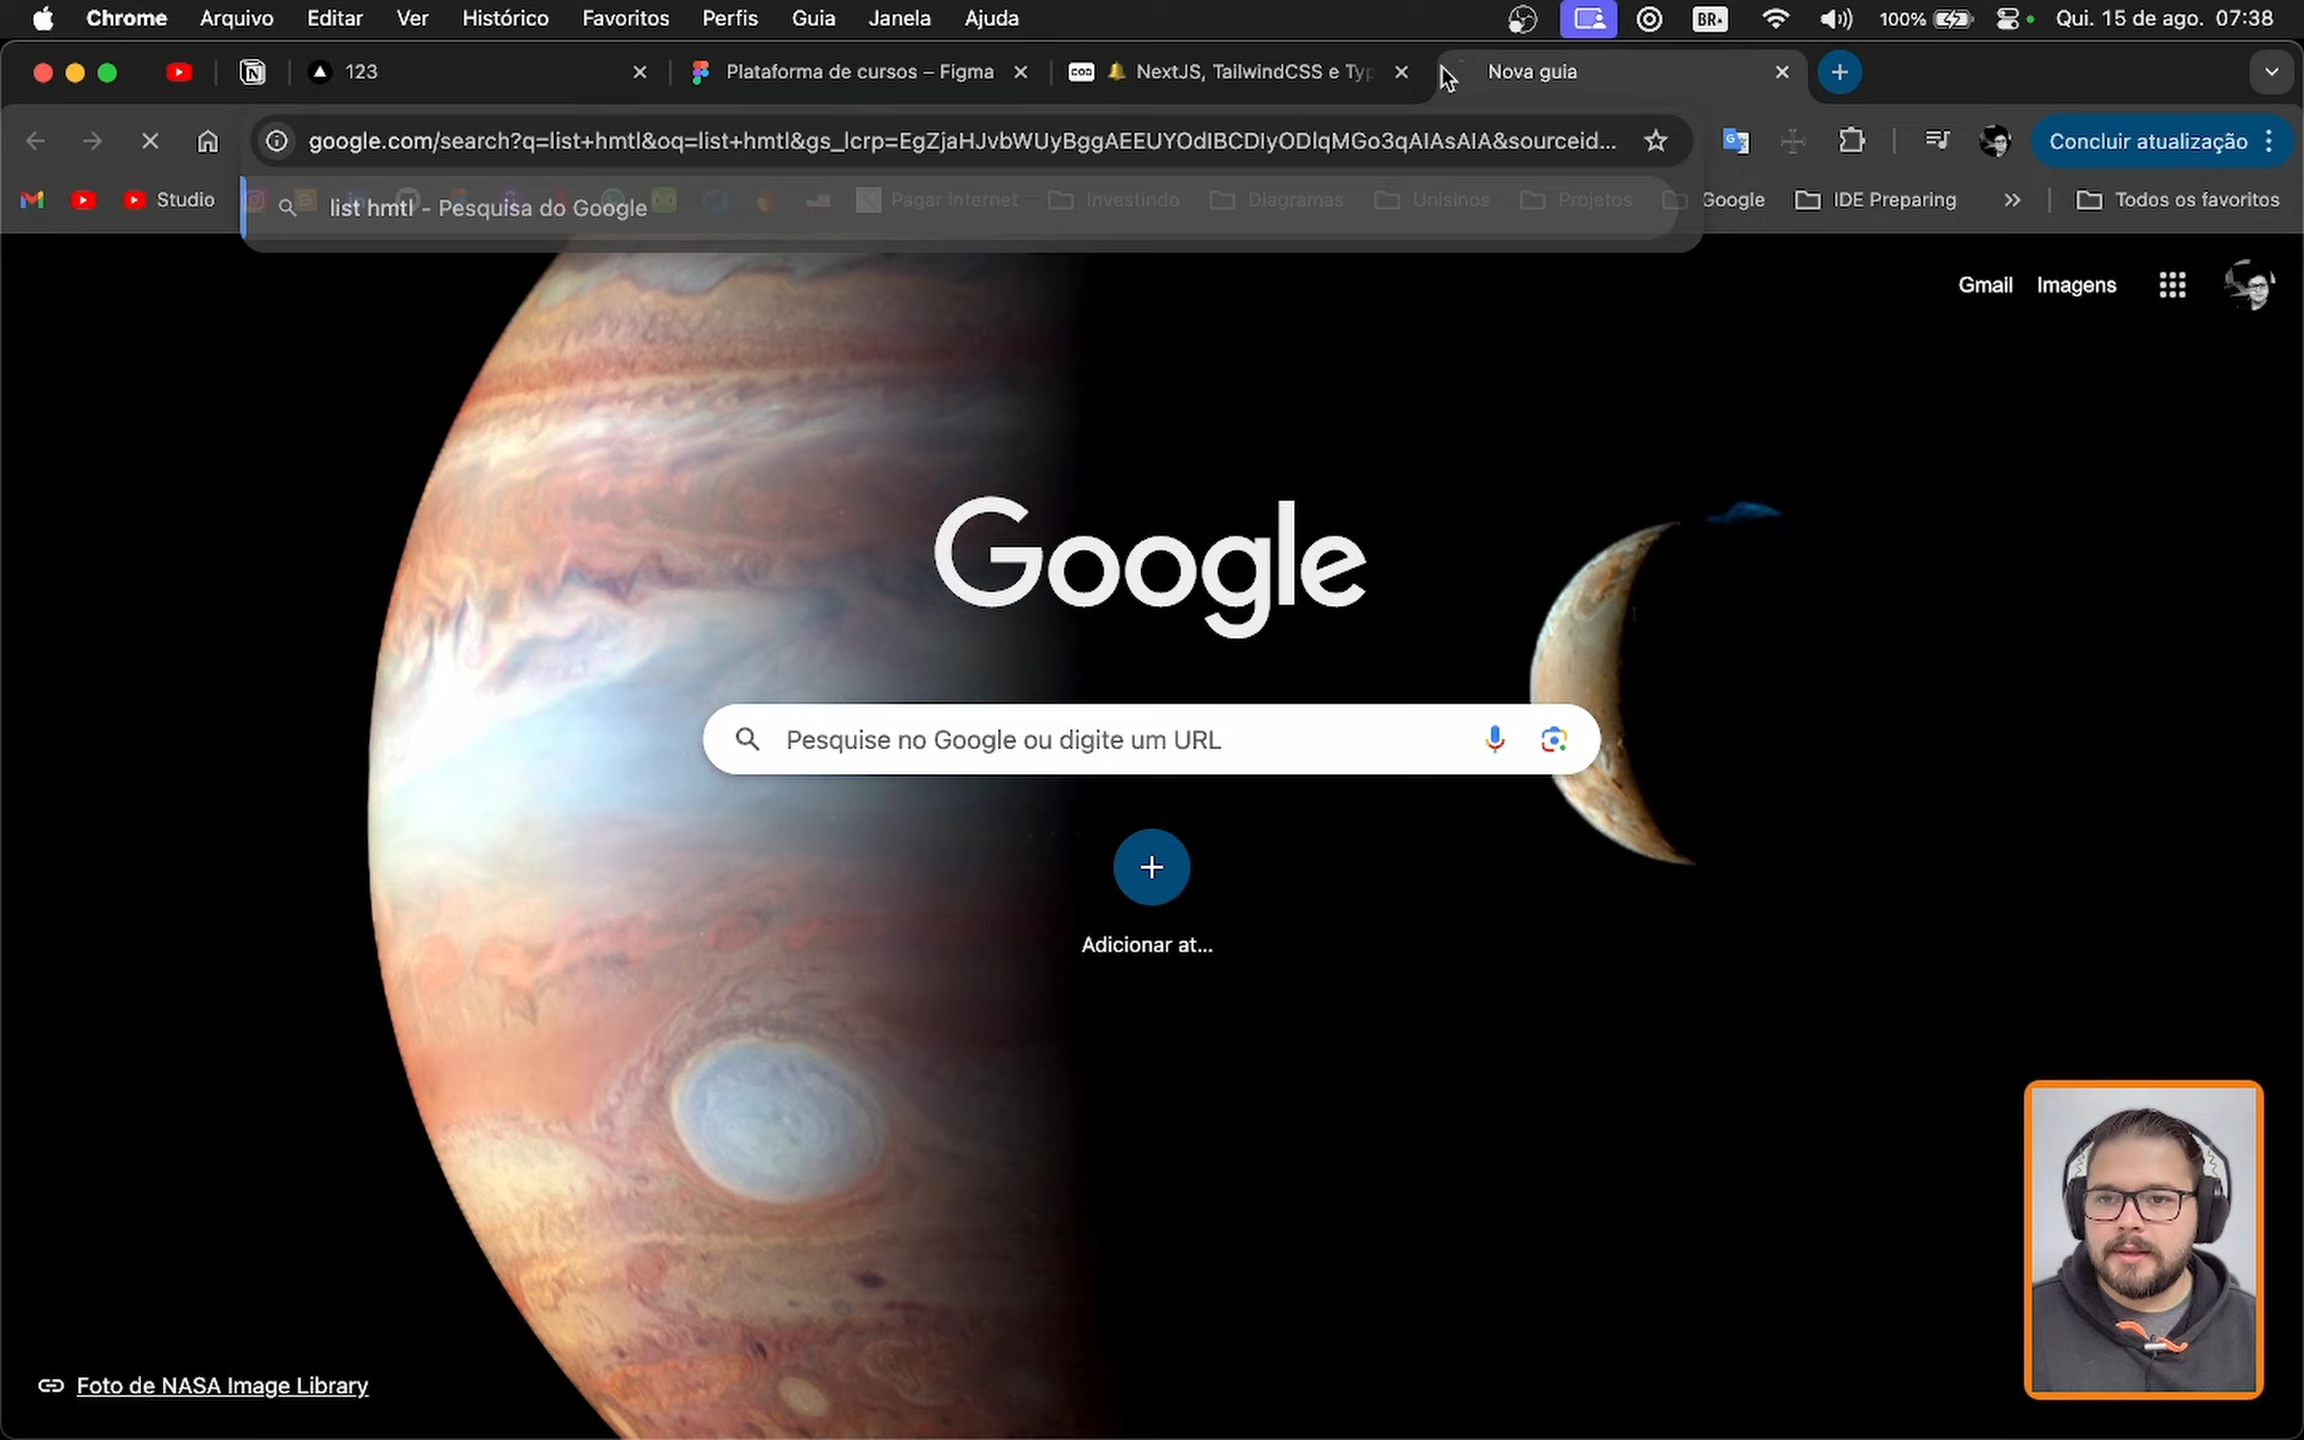 Chrome Arquivo Editar Ver Histórico Favoritos Perfis Guia Janela Ajuda BR 100% Qui. 15 de ago. 07:38
123 Plataforma de cursos – Figma COD NextJS, TailwindCSS e Typ Nova guia
google.com/search?q=list+hmtl&oq=list+hmtl&gs_lcrp=EgZjaHJvbWUyBggAEEUYOdIBCDIyODlqMGo3qAIAsAIA&sourceid... Concluir atualização
Studio Pagar internet Investindo Diagramas Unisinos Projetos Google IDE Preparing » Todos os favoritos
list hmtl - Pesquisa do Google
Gmail Imagens
Google
Pesquise no Google ou digite um URL
Adicionar at...
Foto de NASA Image Library